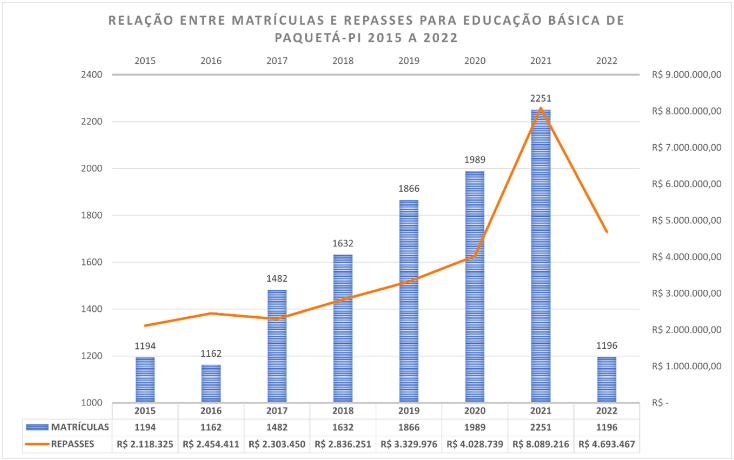 RELAÇÃO ENTRE MATRÍCULAS E REPASSES PARA EDUCAÇÃO BÁSICA DE
PAQUETÁ-PI 2015 A 2022
2015 2016 2017 2018 2019 2020 2021 2022
2400 R$ 9.000.000,00
2251
R$ 8.000.000,00
2200
R$ 7.000.000,00
1989
2000
1866
R$ 6.000.000,00
1800
R$ 5.000.000,00
1632
1600 R$ 4.000.000,00
1482
R$ 3.000.000,00
1400
R$ 2.000.000,00
1194 1162 1196
1200
R$ 1.000.000,00
1000 R$ -
2015 2016 2017 2018 2019 2020 2021 2022
MATRÍCULAS 1194 1162 1482 1632 1866 1989 2251 1196
REPASSES R$ 2.118.325 R$ 2.454.411 R$ 2.303.450 R$ 2.836.251 R$ 3.329.976 R$ 4.028.739 R$ 8.089.216 R$ 4.693.467